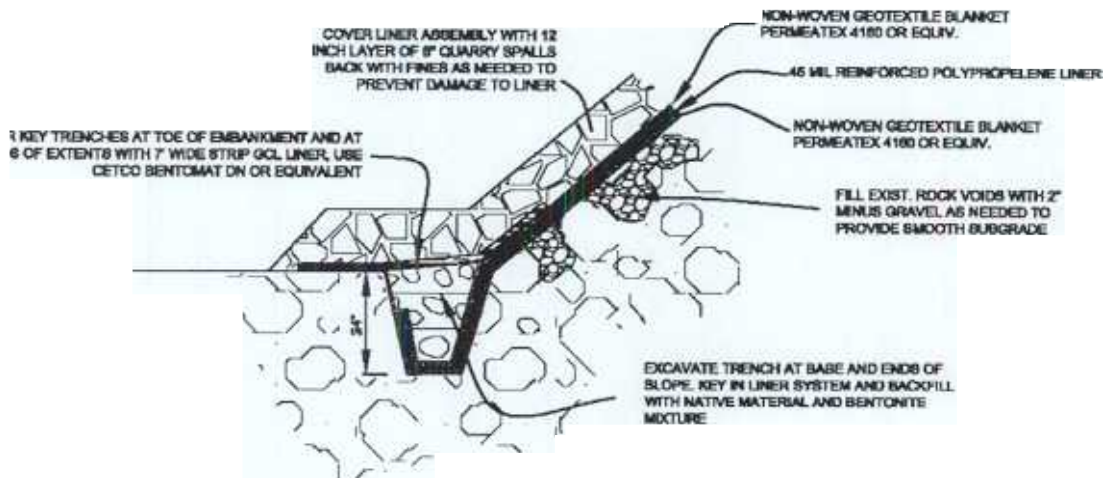 NON-WOVEN GEOTEXTILE BLANKET
PERMEATEX 4160 OR EQUIV.
COVER LINER ASSEMBLY WITH 12
INCH LAYER OF 8" QUARRY SPALLS
BACK WITH FINES AS NEEDED TO
PREVENT DAMAGE TO LINER
45 MIL REINFORCED POLYPROPELENE LINER
R KEY TRENCHES AT TOE OF EMBANKMENT AND AT
S OF EXTENTS WITH 7' WIDE STRIP GCL LINER, USE
CETCO BENTOMAT DN OR EQUIVALENT
NON-WOVEN GEOTEXTILE BLANKET
PERMEATEX 4160 OR EQUIV.
FILL EXIST. ROCK VOIDS WITH 2"
MINUS GRAVEL AS NEEDED TO
PROVIDE SMOOTH SUBGRADE
24"
EXCAVATE TRENCH AT BASE AND ENDS OF
SLOPE. KEY IN LINER SYSTEM AND BACKFILL
WITH NATIVE MATERIAL AND BENTONITE
MIXTURE